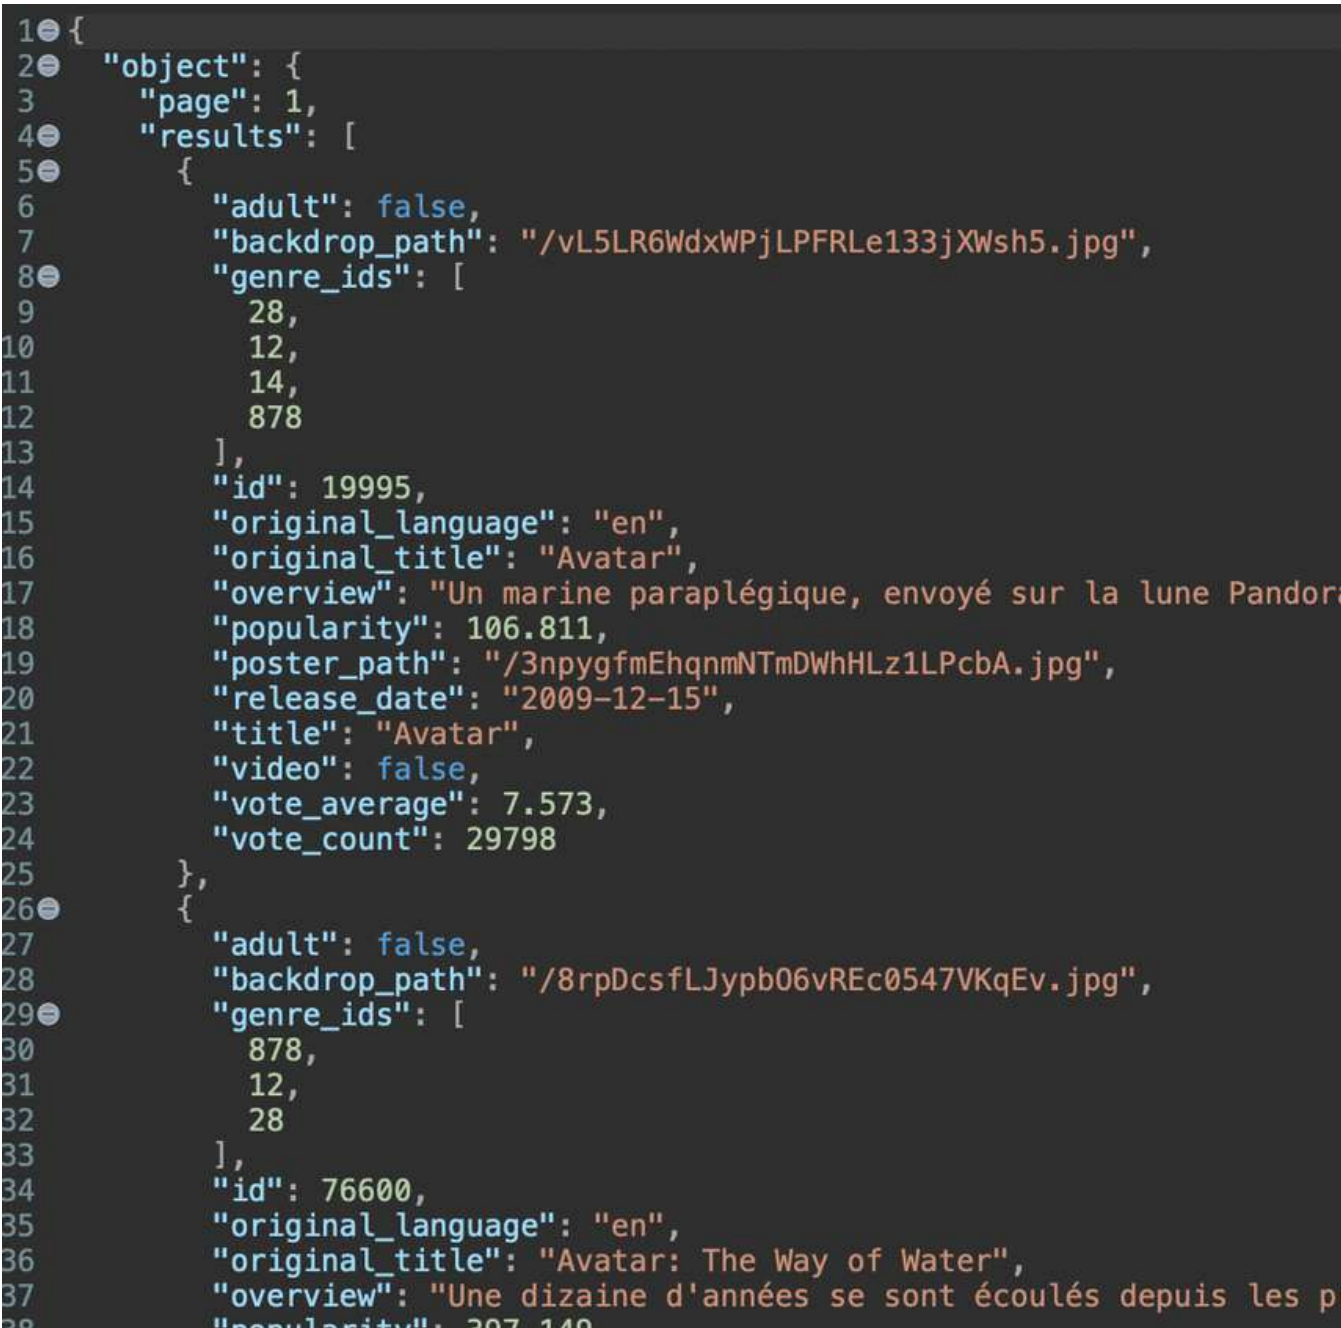 1 {
2 "object": {
3 "page": 1,
4 "results": [
5 {
6 "adult": false,
7 "backdrop_path": "/vL5LR6WdxWPjLPFRLe133jXWsh5.jpg",
8 "genre_ids": [
9 28,
10 12,
11 14,
12 878
13 ],
14 "id": 19995,
15 "original_language": "en",
16 "original_title": "Avatar",
17 "overview": "Un marine paraplégique, envoyé sur la lune Pandora
18 "popularity": 106.811,
19 "poster_path": "/3npygfmEhqnmNTmDWhHLz1LPcbA.jpg",
20 "release_date": "2009-12-15",
21 "title": "Avatar",
22 "video": false,
23 "vote_average": 7.573,
24 "vote_count": 29798
25 },
26 {
27 "adult": false,
28 "backdrop_path": "/8rpDcsfLJypbO6vREc0547VKqEv.jpg",
29 "genre_ids": [
30 878,
31 12,
32 28
33 ],
34 "id": 76600,
35 "original_language": "en",
36 "original_title": "Avatar: The Way of Water",
37 "overview": "Une dizaine d'années se sont écoulés depuis les p
38 "popularity": 397.149